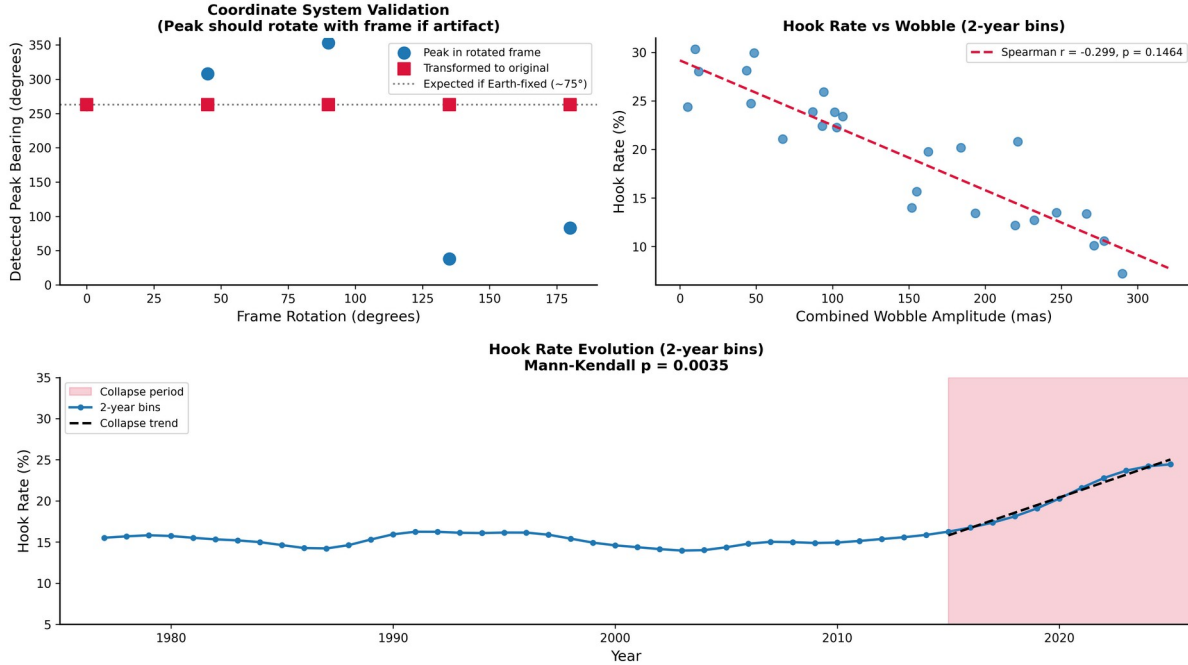 Coordinate System Validation
(Peak should rotate with frame if artifact)
Detected Peak Bearing (degrees)
350
300
250
200
150
100
50
0
Peak in rotated frame
Transformed to original
Expected if Earth-fixed (~75°)
0 25 50 75 100 125 150 175
Frame Rotation (degrees)
Hook Rate vs Wobble (2-year bins)
Hook Rate (%)
30
25
20
15
10
Spearman r = -0.299, p = 0.1464
0 50 100 150 200 250 300
Combined Wobble Amplitude (mas)
Hook Rate Evolution (2-year bins)
Mann-Kendall p = 0.0035
Hook Rate (%)
35
30
25
20
15
10
5
Collapse period
2-year bins
Collapse trend
1980 1990 2000 2010 2020
Year